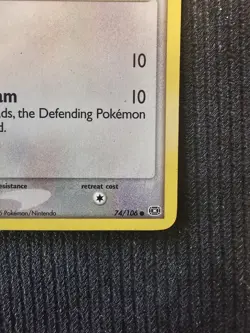 10
am 10
ds, the Defending Pokémon
d.
esistance retreat cost
Pokémon/Nintendo 74/106